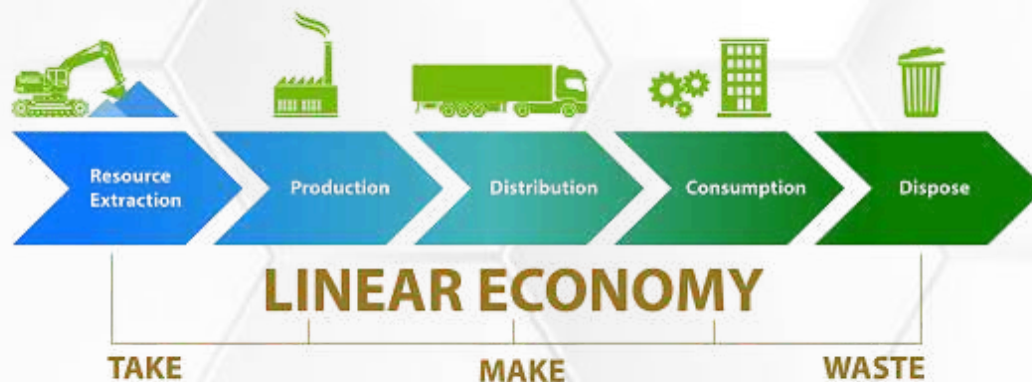 Resource
Extraction
Production
Distribution
Consumption
Dispose
LINEAR ECONOMY
TAKE
MAKE
WASTE